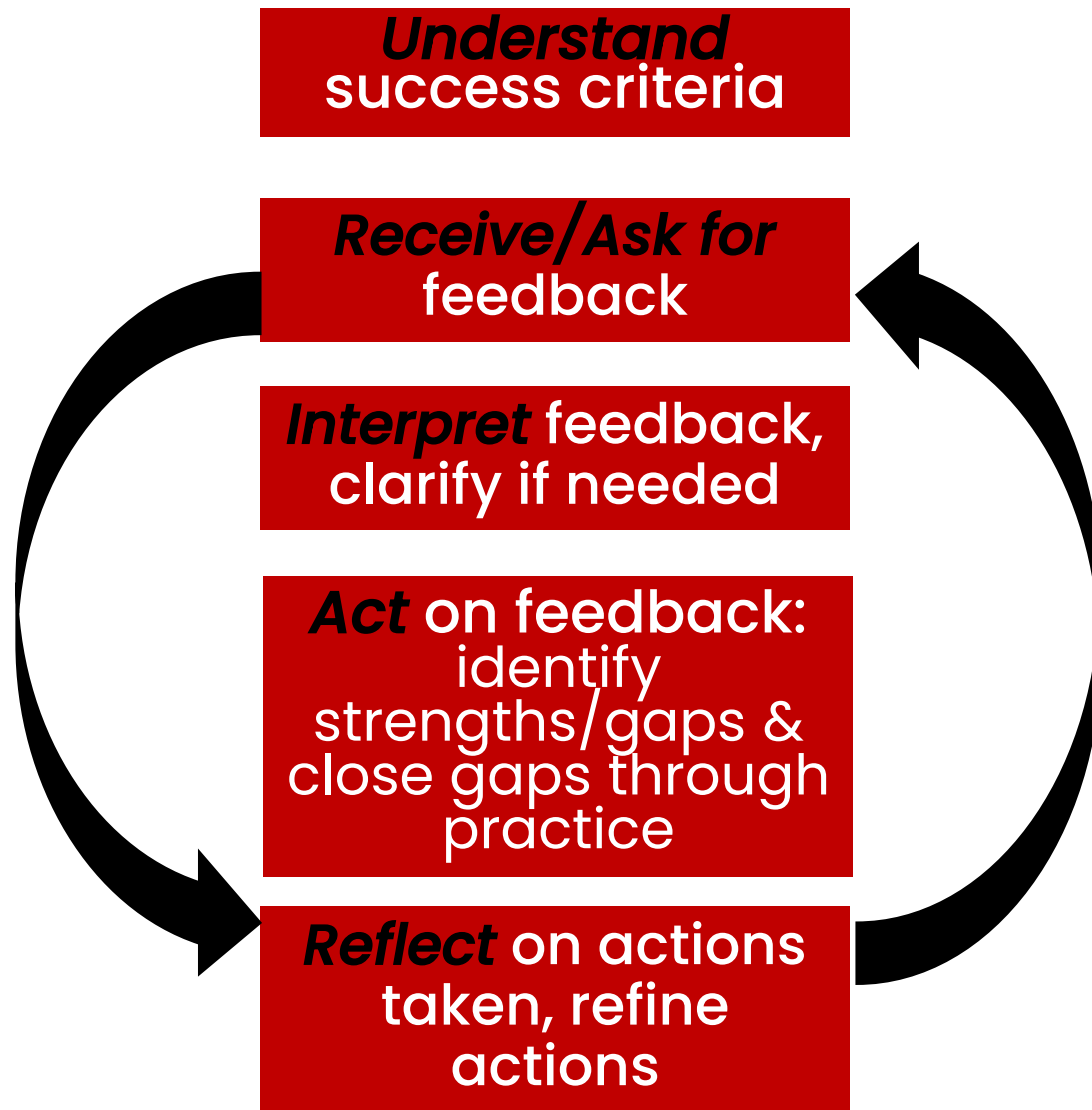 Understand
success criteria
Receive/Ask for
feedback
Interpret feedback,
clarify if needed
Act on feedback:
identify
strengths/gaps &
close gaps through
practice
Reflect on actions
taken, refine
actions